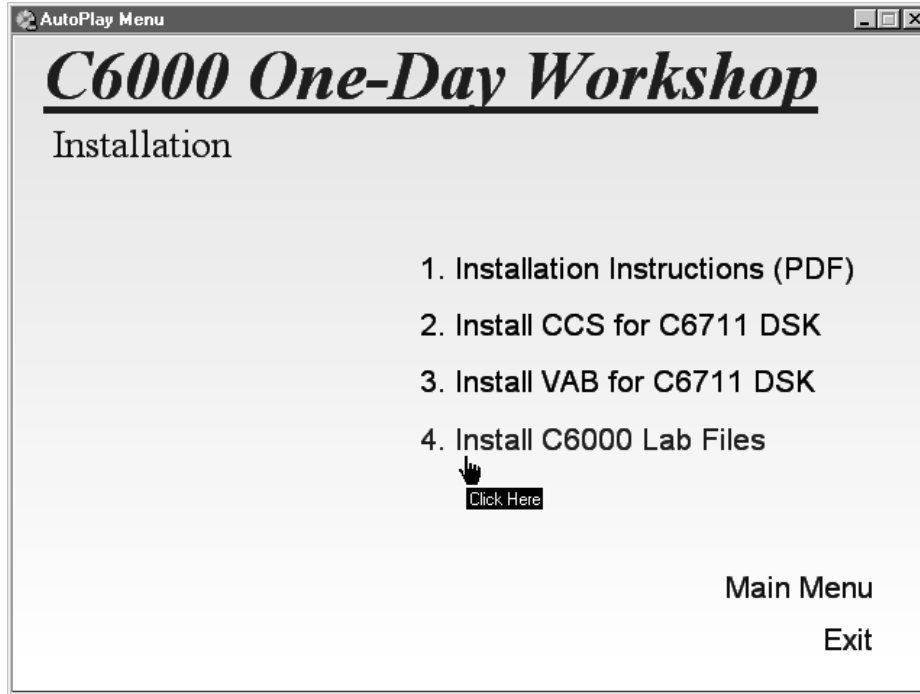 AutoPlay Menu
C6000 One-Day Workshop
Installation
1. Installation Instructions (PDF)
2. Install CCS for C6711 DSK
3. Install VAB for C6711 DSK
4. Install C6000 Lab Files
Click Here
Main Menu
Exit